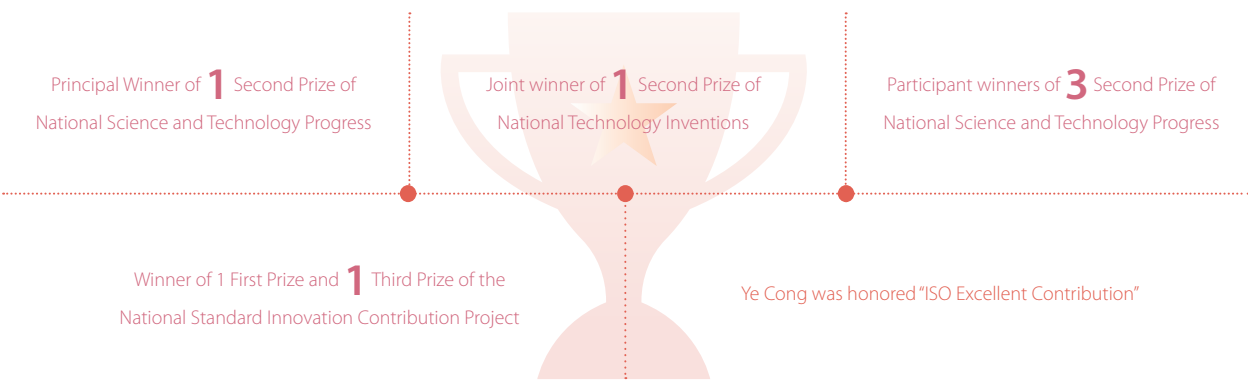 Principal Winner of 1 Second Prize of
National Science and Technology Progress
Joint winner of 1 Second Prize of
National Technology Inventions
Participant winners of 3 Second Prize of
National Science and Technology Progress
Winner of 1 First Prize and 1 Third Prize of the
National Standard Innovation Contribution Project
Ye Cong was honored “ISO Excellent Contribution”